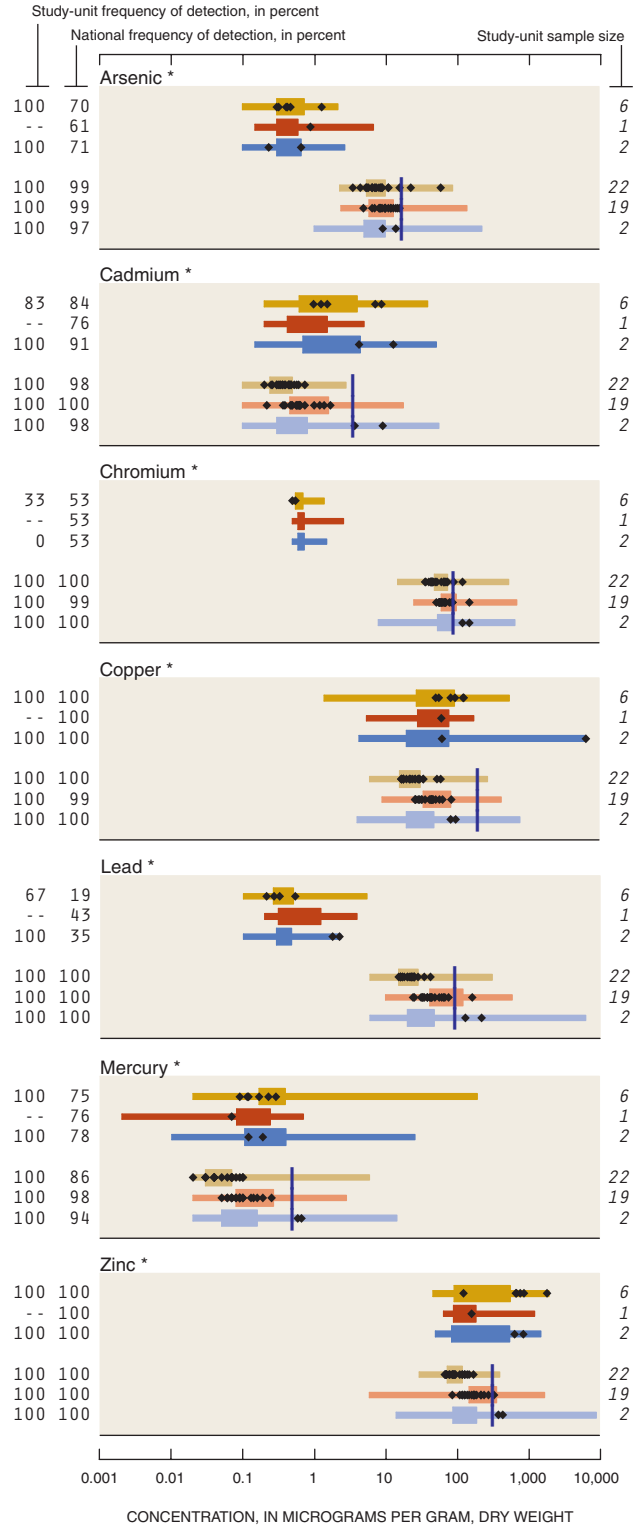 Study-unit frequency of detection, in percent
National frequency of detection, in percent
Study-unit sample size
Arsenic *
100 70 6
-- 61 1
100 71 2
100 99 22
100 99 19
100 97 2
Cadmium *
83 84 6
-- 76 1
100 91 2
100 98 22
100 100 19
100 98 2
Chromium *
33 53 6
-- 53 1
0 53 2
100 100 22
100 99 19
100 100 2
Copper *
100 100 6
-- 100 1
100 100 2
100 100 22
100 99 19
100 100 2
Lead *
67 19 6
-- 43 1
100 35 2
100 100 22
100 100 19
100 100 2
Mercury *
100 75 6
-- 76 1
100 78 2
100 86 22
100 98 19
100 94 2
Zinc *
100 100 6
-- 100 1
100 100 2
100 100 22
100 100 19
100 100 2
0.001 0.01 0.1 1 10 100 1,000 10,000
CONCENTRATION, IN MICROGRAMS PER GRAM, DRY WEIGHT